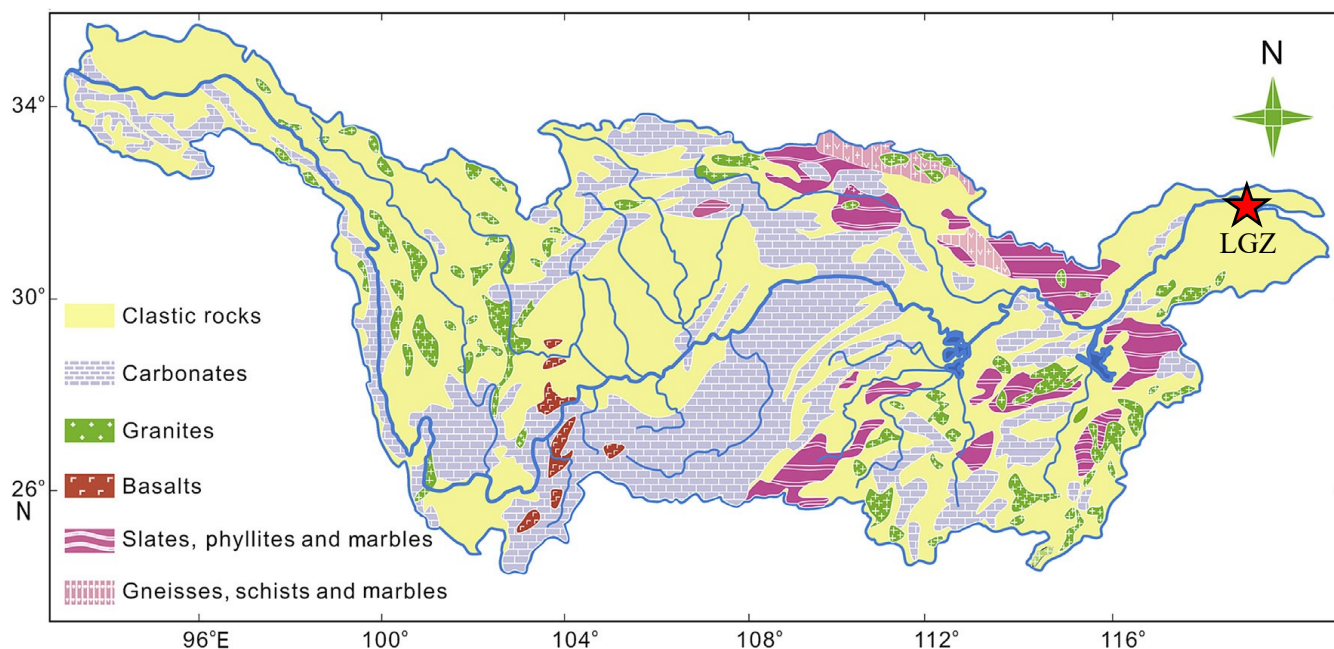 N
34°
LGZ
30°
Clastic rocks
Carbonates
Granites
Basalts
26°
N
Slates, phyllites and marbles
Gneisses, schists and marbles
96°E 100° 104° 108° 112° 116°